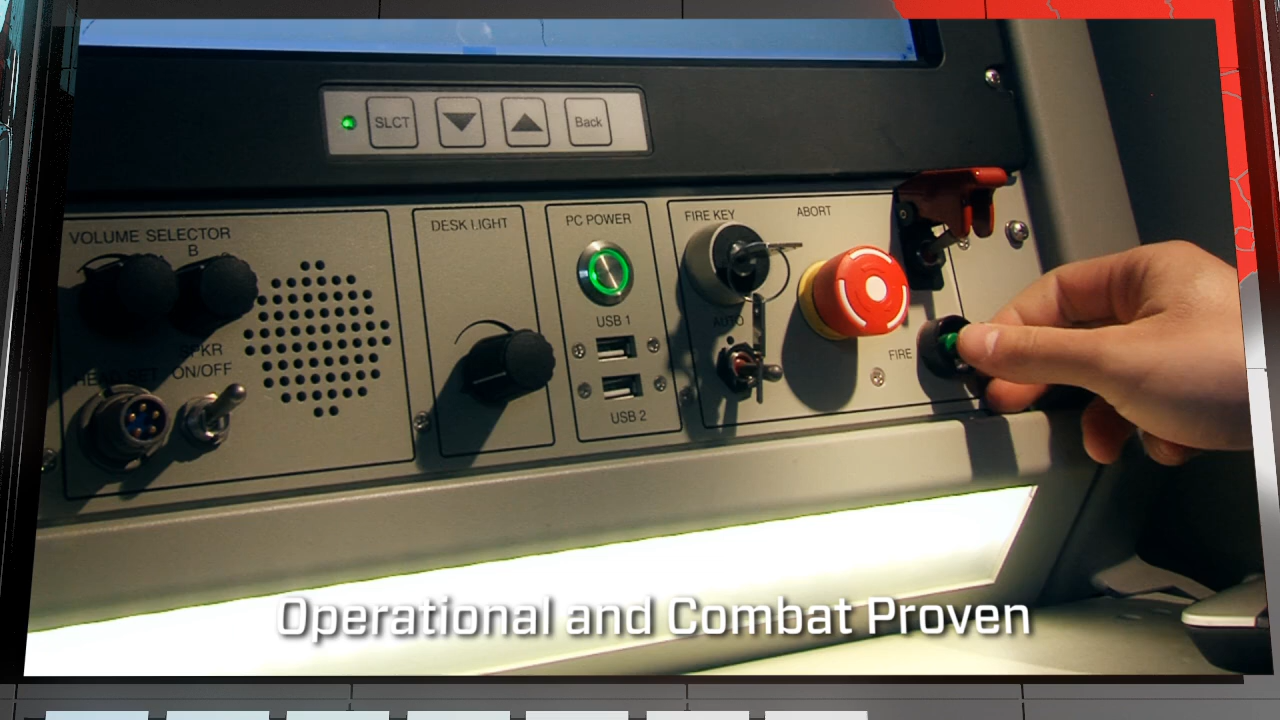 SLCT
Back
VOLUME SELECTOR
B
SPKR
ON/OFF
DESK LIGHT
PC POWER
USB 1
USB 2
FIRE KEY
ABORT
AUTO
FIRE
Operational and Combat Proven